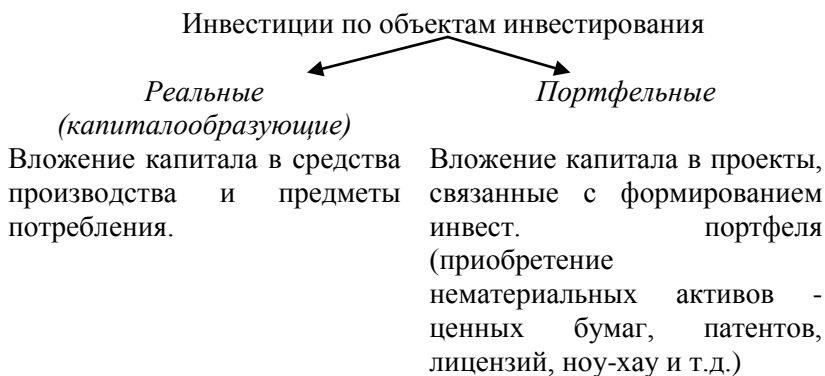 Инвестиции по объектам инвестирования
Реальные
(капиталообразующие)
Вложение капитала в средства
производства и предметы
потребления.
Портфельные
Вложение капитала в проекты,
связанные с формированием
инвест. портфеля
(приобретение
нематериальных активов -
ценных бумаг, патентов,
лицензий, ноу-хау и т.д.)